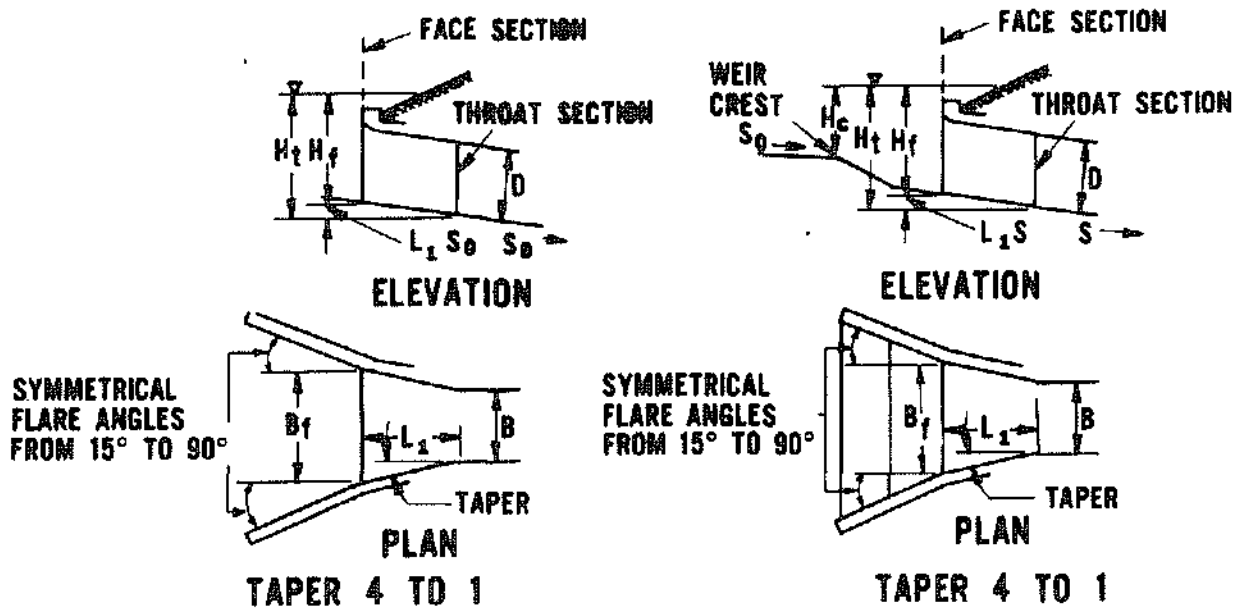 FACE SECTION
THROAT SECTION
Ht
Hf
D
L1 S0
S0
ELEVATION
SYMMETRICAL
FLARE ANGLES
FROM 15° TO 90°
Bf
L1
B
TAPER
PLAN
TAPER 4 TO 1
FACE SECTION
WEIR
CREST
S0
Hc
Ht
Hf
THROAT SECTION
D
L1S
S
ELEVATION
SYMMETRICAL
FLARE ANGLES
FROM 15° TO 90°
Bf
L1
B
TAPER
PLAN
TAPER 4 TO 1